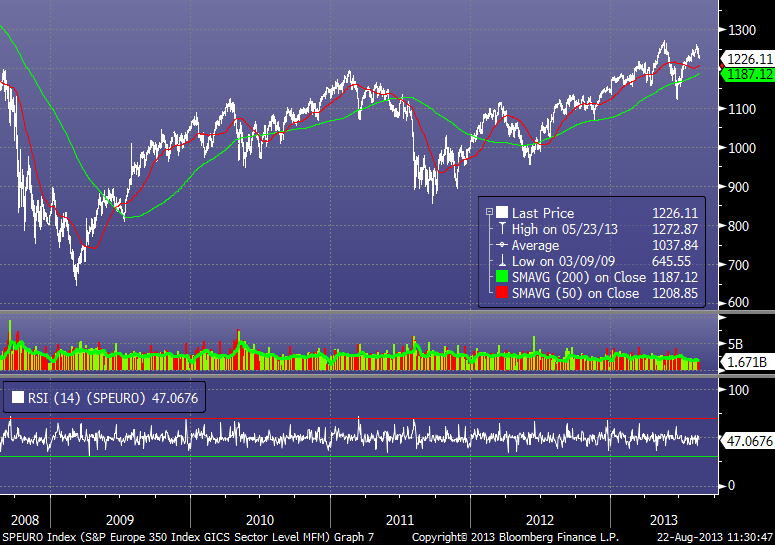 1300
1226.11
1187.12
1100
1000
900
Last Price 1226.11
High on 05/23/13 1272.87
Average 1037.84
Low on 03/09/09 645.55
SMAVG (200) on Close 1187.12
SMAVG (50) on Close 1208.85
800
700
600
5B
1.671B
RSI (14) (SPEURO) 47.0676
100
47.0676
0
2008 2009 2010 2011 2012 2013
SPEURO Index (S&P Europe 350 Index GICS Sector Level MFM) Graph 7 Copyright© 2013 Bloomberg Finance L.P. 22-Aug-2013 11:30:47